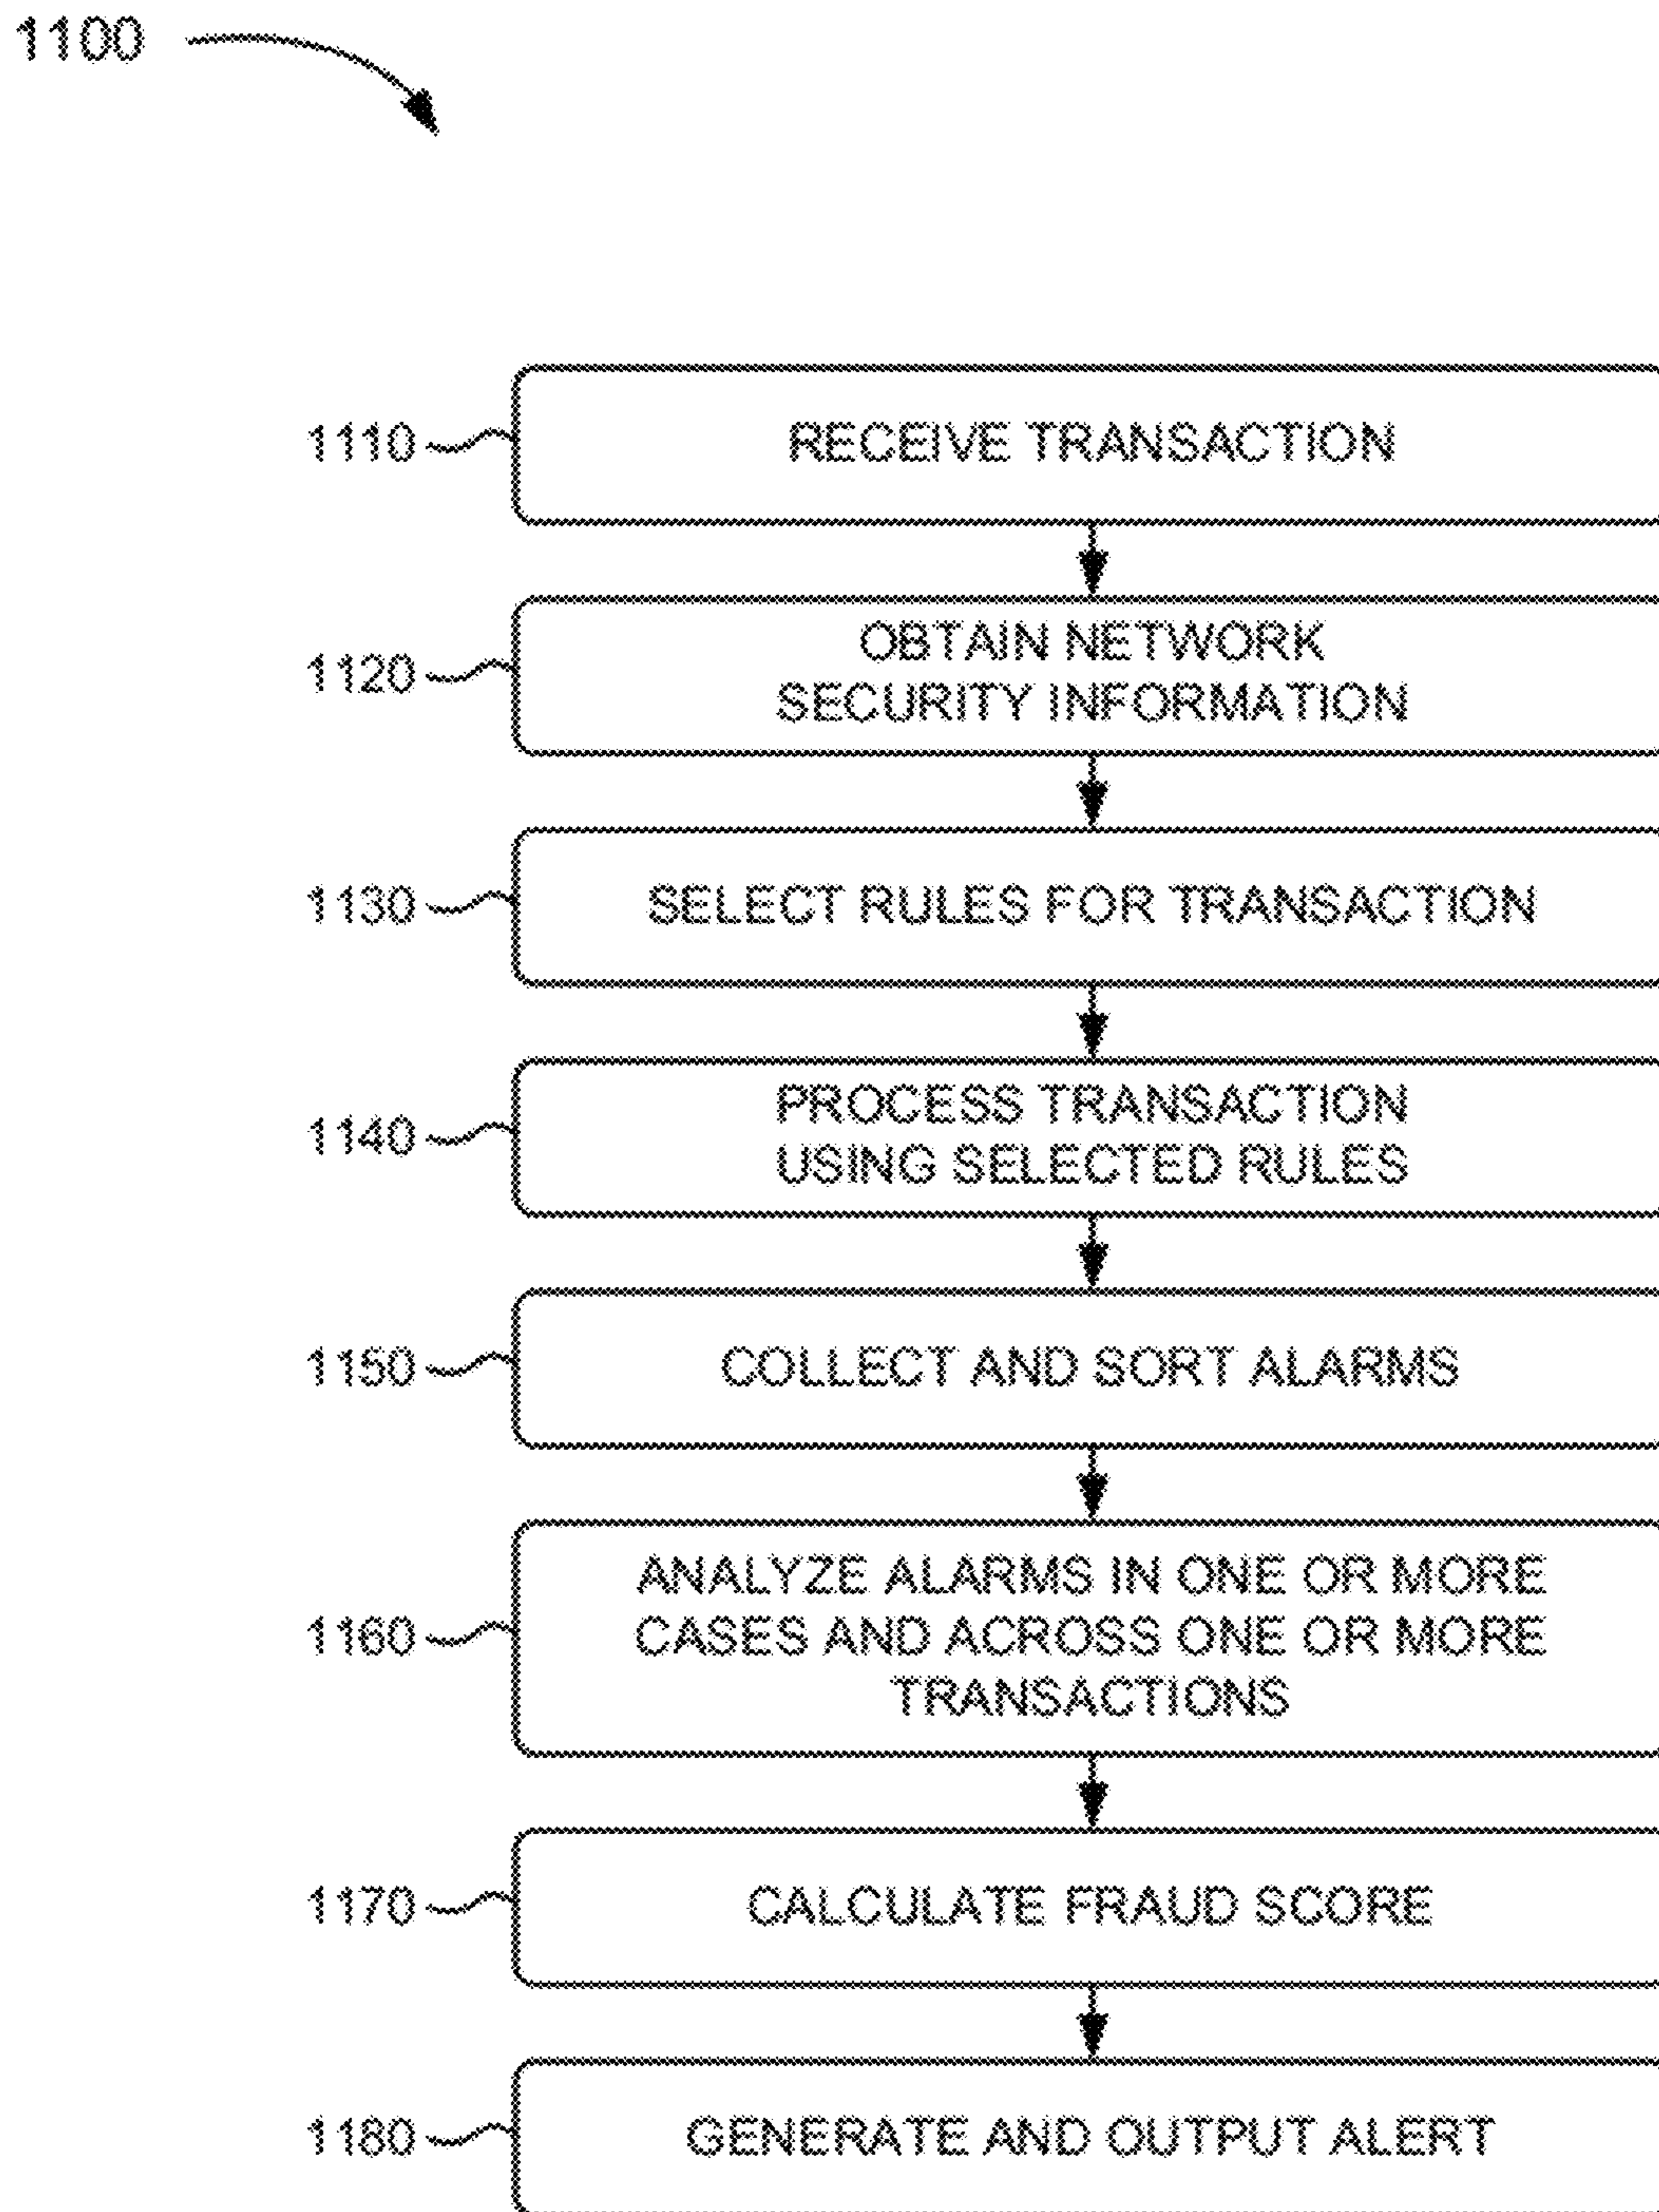 1100
1110 RECEIVE TRANSACTION
1120 OBTAIN NETWORK
SECURITY INFORMATION
1130 SELECT RULES FOR TRANSACTION
1140 PROCESS TRANSACTION
USING SELECTED RULES
1150 COLLECT AND SORT ALARMS
1160 ANALYZE ALARMS IN ONE OR MORE
CASES AND ACROSS ONE OR MORE
TRANSACTIONS
1170 CALCULATE FRAUD SCORE
1180 GENERATE AND OUTPUT ALERT